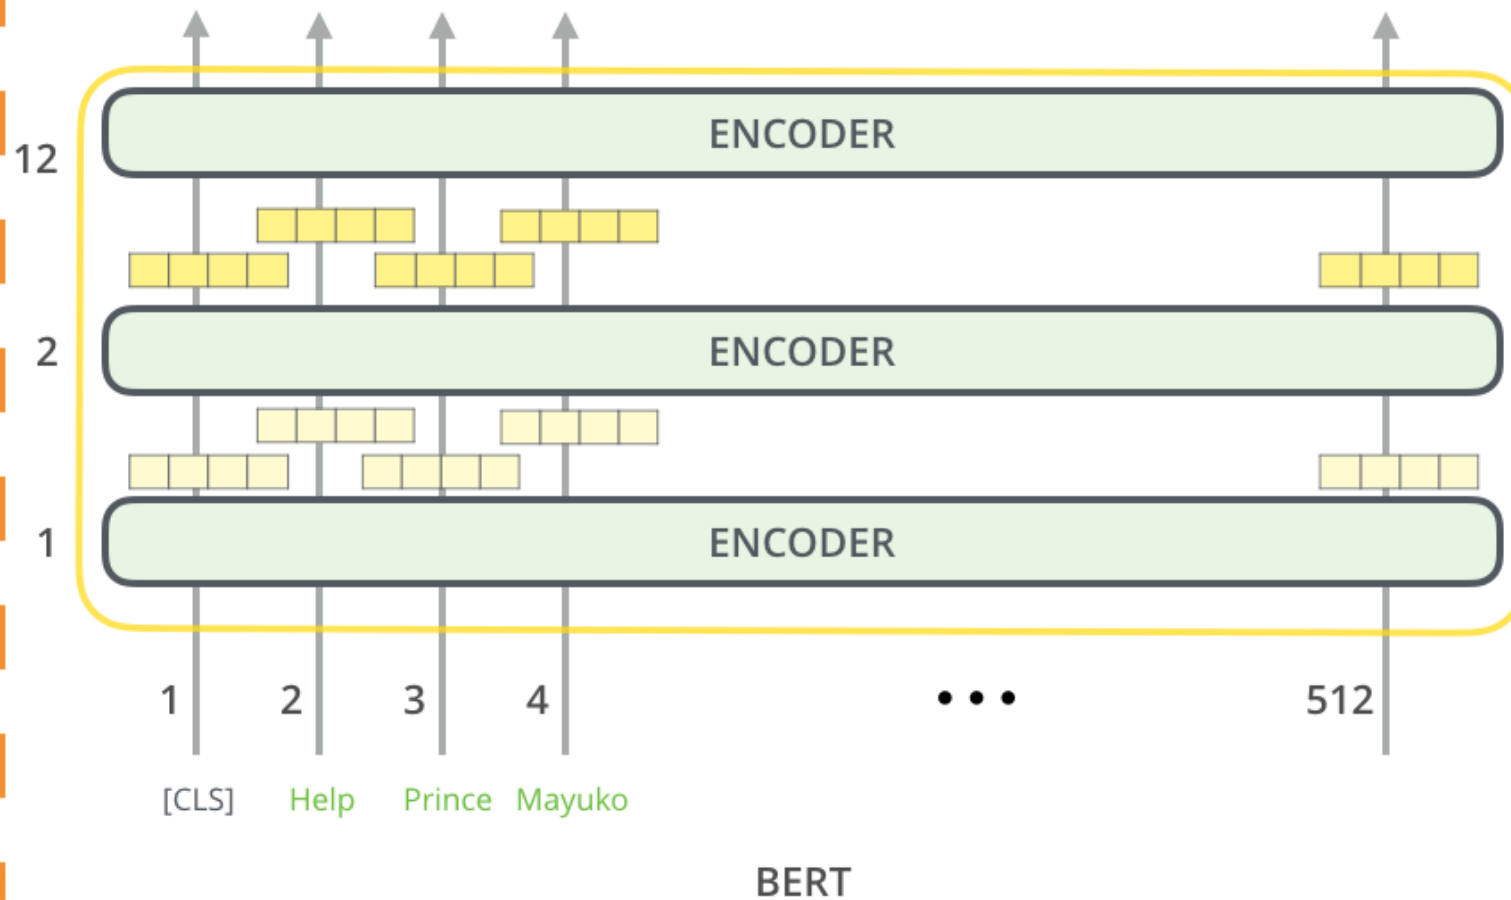 ENCODER
12
2
ENCODER
1
ENCODER
1 2 3 4 ••• 512
[CLS] Help Prince Mayuko
BERT